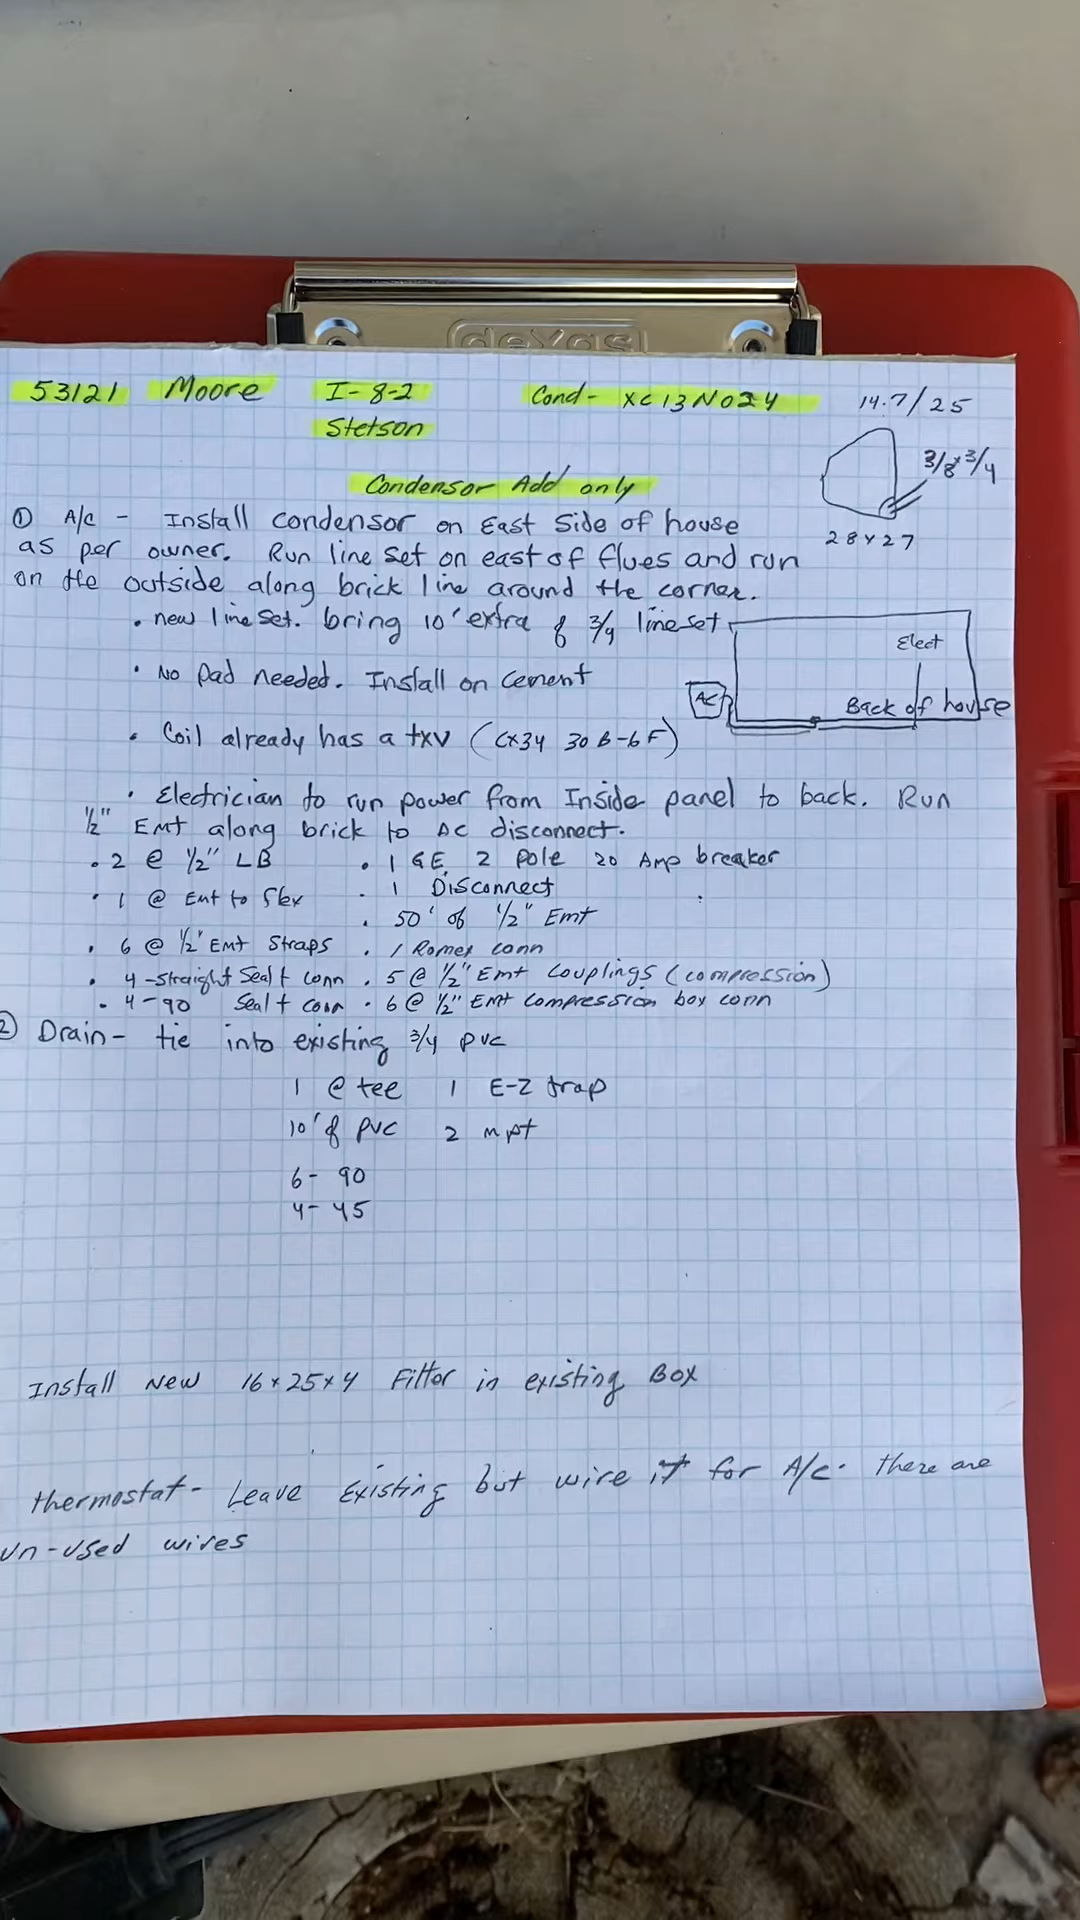 dexas
53121 Moore I-8-2 Cond- XC13N024 14.7/25
Stetson
3/8 x 3/4
28x27
Condensor Add only
① A/C - Install condensor on East Side of house
as per owner. Run line set on east of flues and run
on the outside along brick line around the corner.
• new line set. bring 10' extra of 3/4 lineset
Elect
• No pad needed. Install on cement
AC
Back of house
• Coil already has a txv (CX34 30B-6F)
• Electrician to run power from Inside panel to back. Run
1/2" Emt along brick to AC disconnect.
• 2 @ 1/2" LB • 1 GE 2 pole 20 Amp breaker
• 1 @ Emt to flex • 1 Disconnect
• 50' of 1/2" Emt
• 6 @ 1/2" Emt Straps • 1 Romex conn
• 4-straight Sealt conn • 5 @ 1/2" Emt Couplings (compression)
• 4-90 Sealt conn • 6 @ 1/2" Emt Compression box conn
② Drain- tie into existing 3/4 pvc
1 @ tee 1 E-Z trap
10' of pvc 2 mpt
6- 90
4- 45
Install New 16x25x4 Filter in existing Box
thermostat- Leave Existing but wire it for A/C. there are
un-used wires